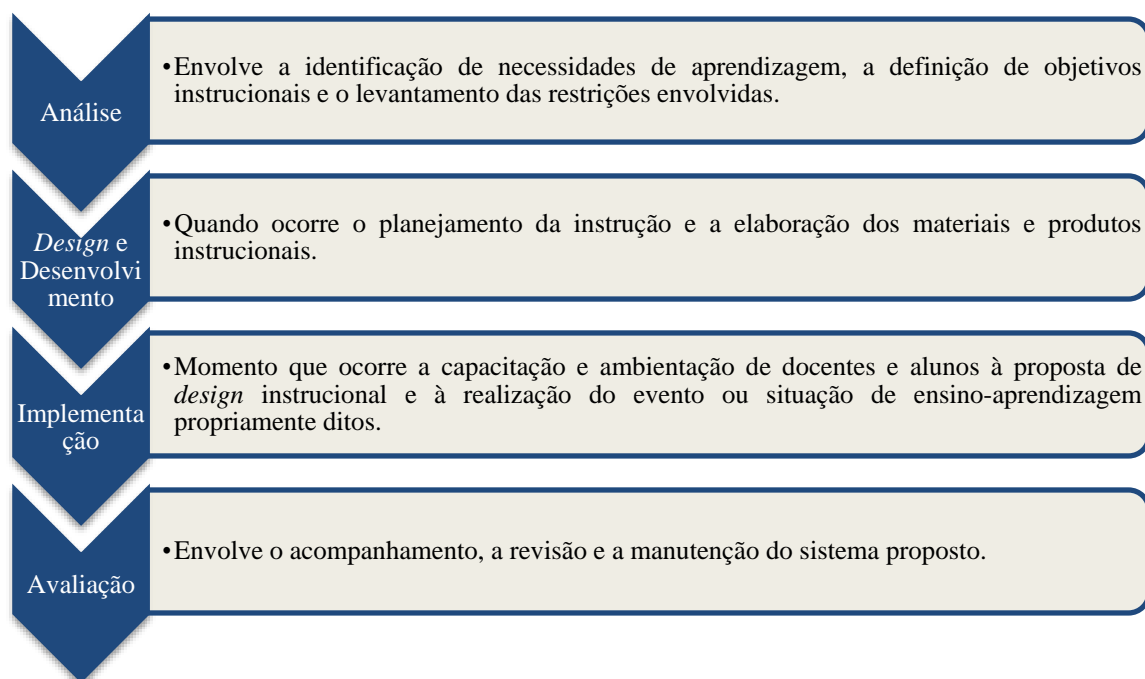 Análise
•Envolve a identificação de necessidades de aprendizagem, a definição de objetivos
instrucionais e o levantamento das restrições envolvidas.
Design e
Desenvolvi
mento
•Quando ocorre o planejamento da instrução e a elaboração dos materiais e produtos
instrucionais.
Implementa
ção
•Momento que ocorre a capacitação e ambientação de docentes e alunos à proposta de
design instrucional e à realização do evento ou situação de ensino-aprendizagem
propriamente ditos.
Avaliação
•Envolve o acompanhamento, a revisão e a manutenção do sistema proposto.